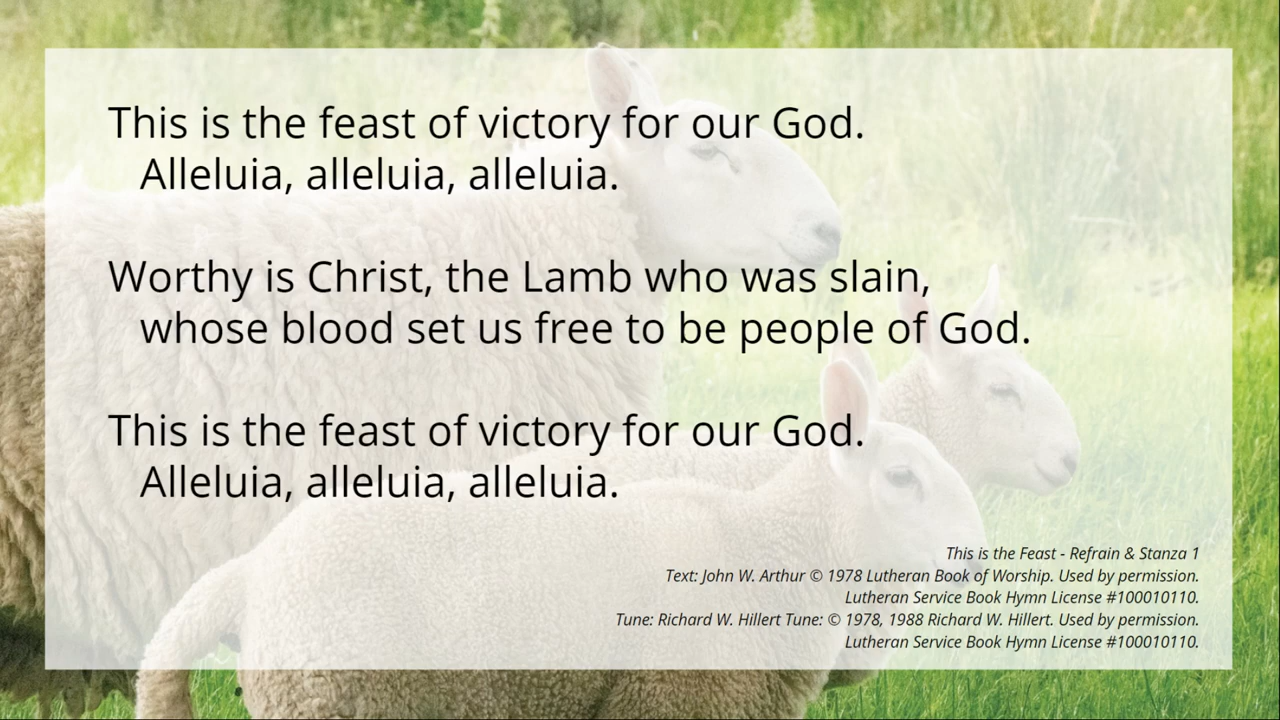 This is the feast of victory for our God.
Alleluia, alleluia, alleluia.
Worthy is Christ, the Lamb who was slain,
whose blood set us free to be people of God.
This is the feast of victory for our God.
Alleluia, alleluia, alleluia.
This is the Feast - Refrain & Stanza 1
Text: John W. Arthur © 1978 Lutheran Book of Worship. Used by permission.
Lutheran Service Book Hymn License #100010110.
Tune: Richard W. Hillert Tune: © 1978, 1988 Richard W. Hillert. Used by permission.
Lutheran Service Book Hymn License #100010110.